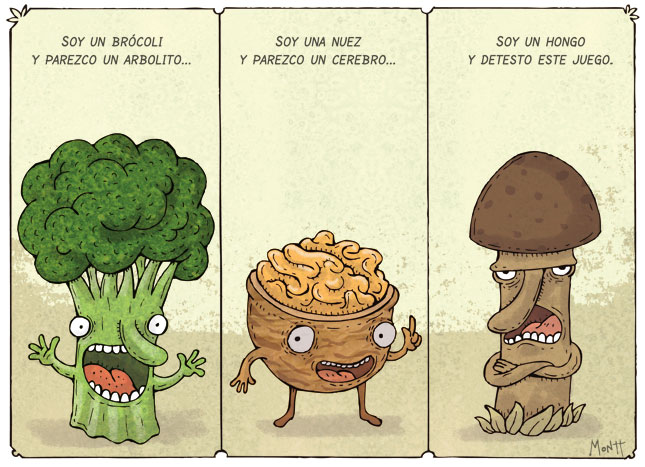 SOY UN BRÓCOLI
Y PAREZCO UN ARBOLITO...
SOY UNA NUEZ
Y PAREZCO UN CEREBRO...
SOY UN HONGO
Y DETESTO ESTE JUEGO.
MONTT